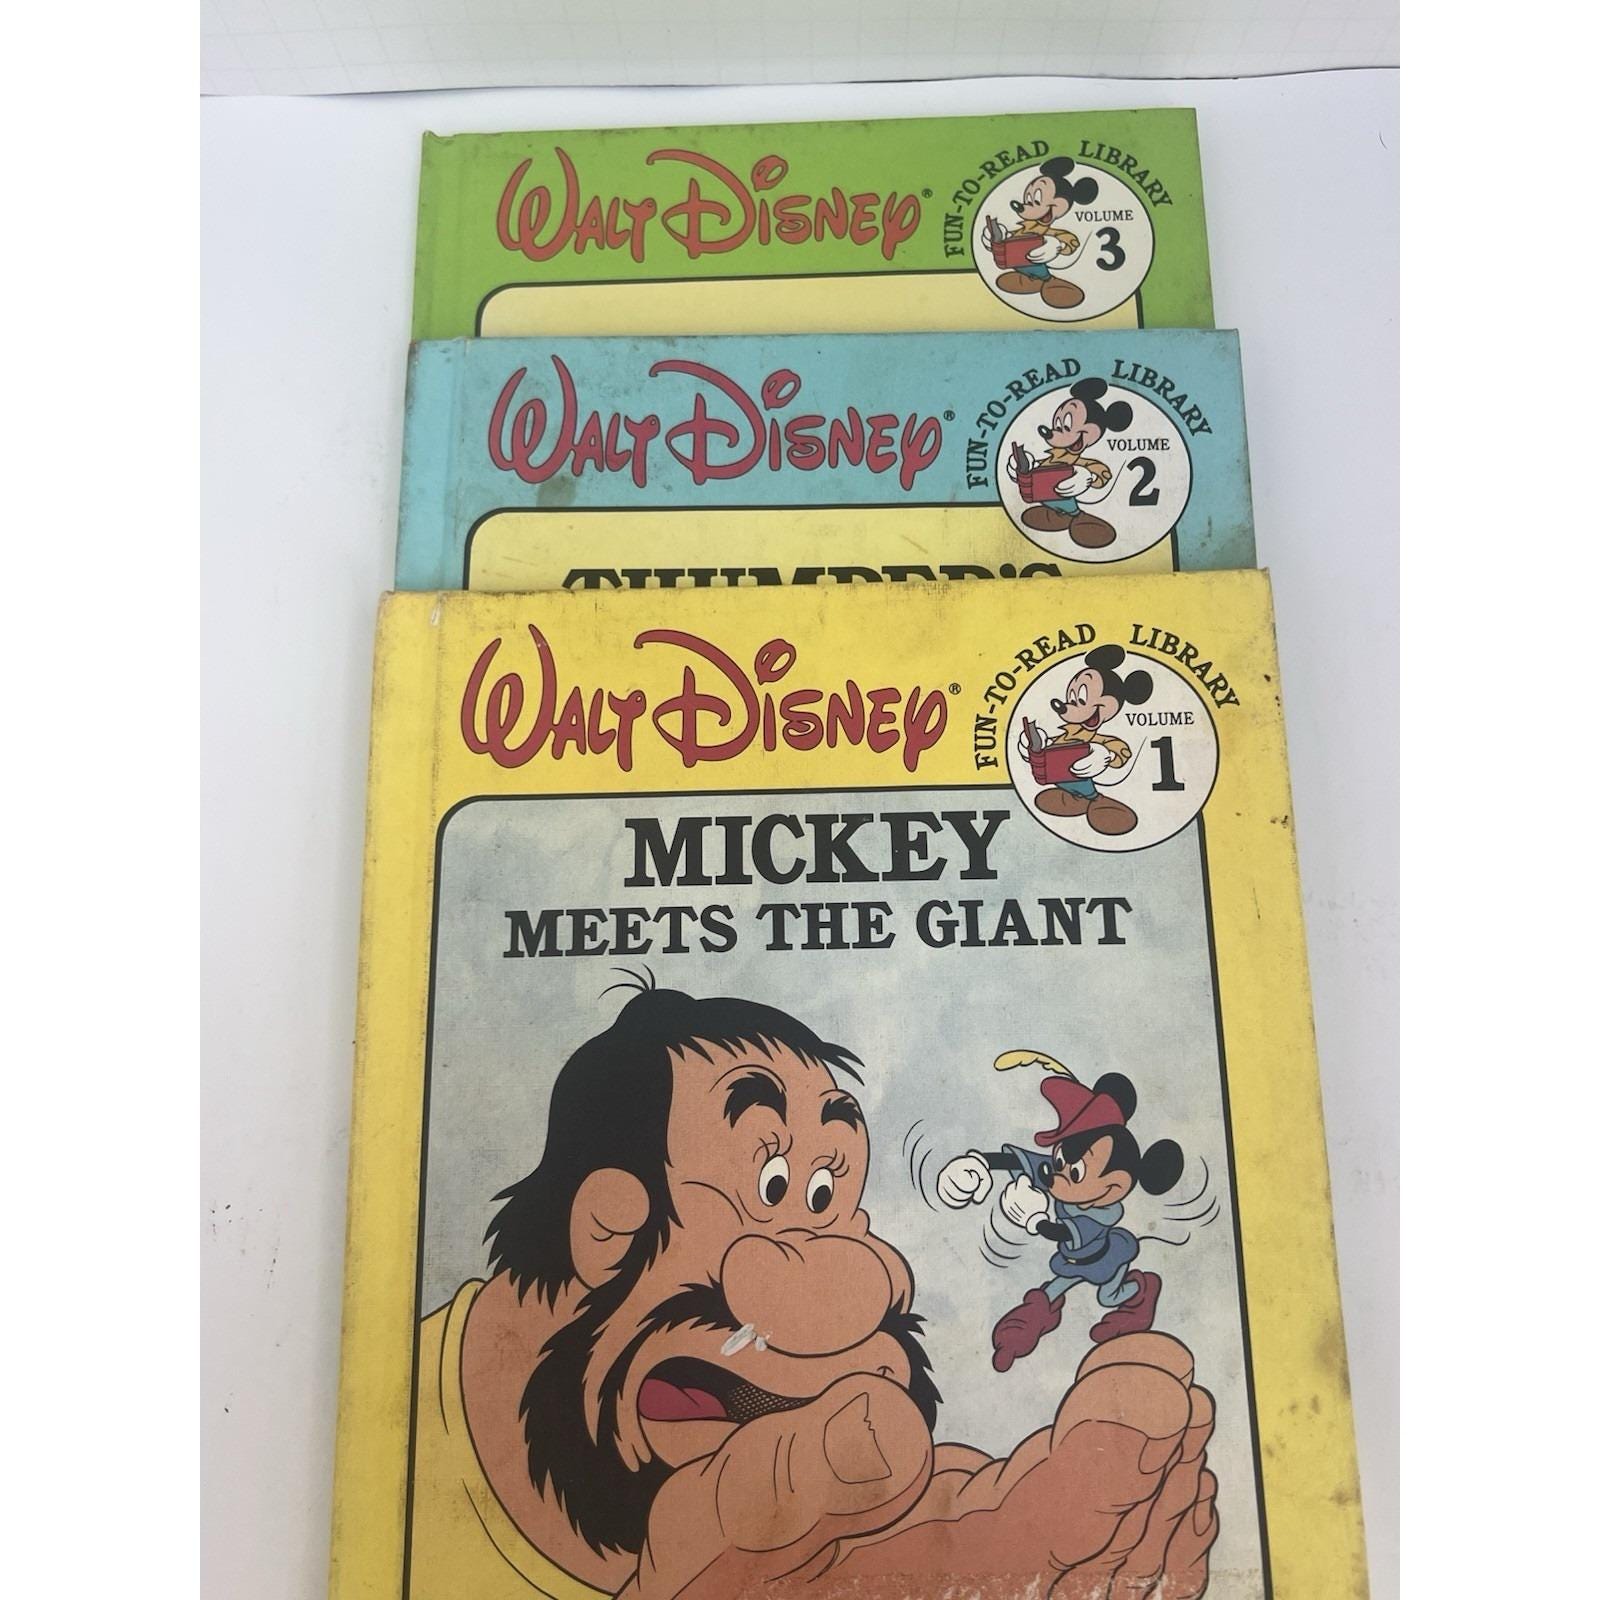 WALT DISNEY®
FUN-TO-READ LIBRARY
VOLUME
3
WALT DISNEY®
FUN-TO-READ LIBRARY
VOLUME
2
THUMPER'S
WALT DISNEY®
FUN-TO-READ LIBRARY
VOLUME
1
MICKEY
MEETS THE GIANT